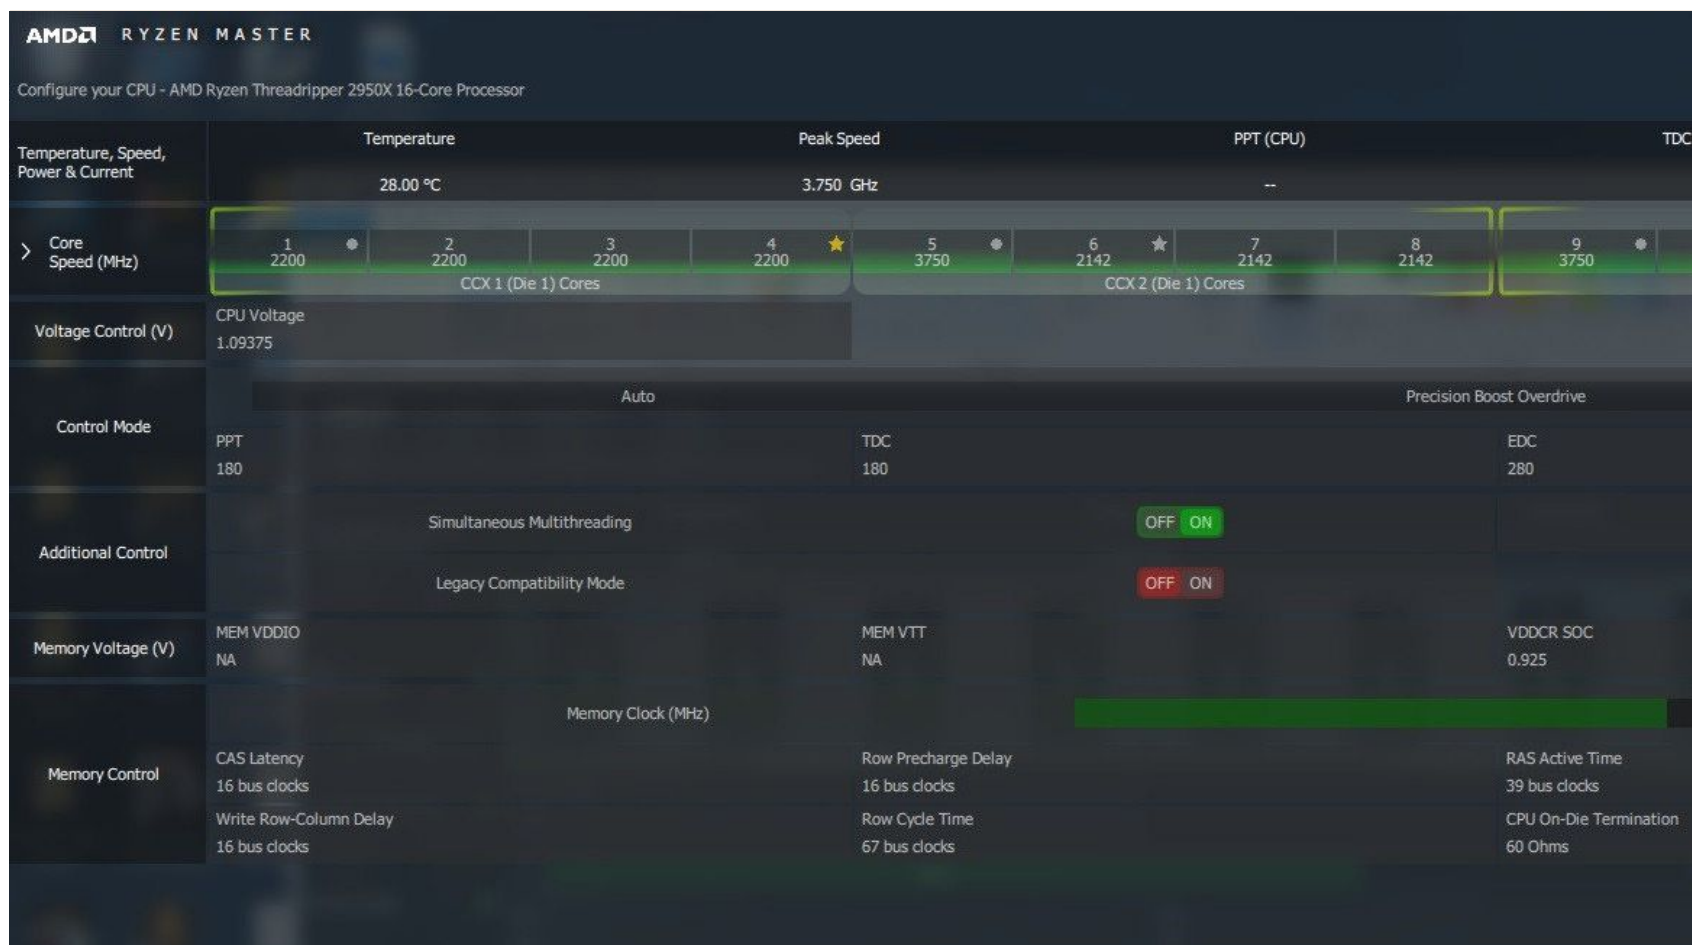 AMD RYZEN MASTER
Configure your CPU - AMD Ryzen Threadripper 2950X 16-Core Processor
Temperature, Speed,
Power & Current
Temperature Peak Speed PPT (CPU) TDC
28.00 °C 3.750 GHz --
Core
Speed (MHz)
1 2 3 4 5 6 7 8 9
2200 2200 2200 2200 3750 2142 2142 2142 3750
CCX 1 (Die 1) Cores CCX 2 (Die 1) Cores
Voltage Control (V)
CPU Voltage
1.09375
Control Mode
Auto Precision Boost Overdrive
PPT TDC EDC
180 180 280
Additional Control
Simultaneous Multithreading OFF ON
Legacy Compatibility Mode OFF ON
Memory Voltage (V)
MEM VDDIO MEM VTT VDDCR SOC
NA NA 0.925
Memory Control
Memory Clock (MHz)
CAS Latency Row Precharge Delay RAS Active Time
16 bus clocks 16 bus clocks 39 bus clocks
Write Row-Column Delay Row Cycle Time CPU On-Die Termination
16 bus clocks 67 bus clocks 60 Ohms